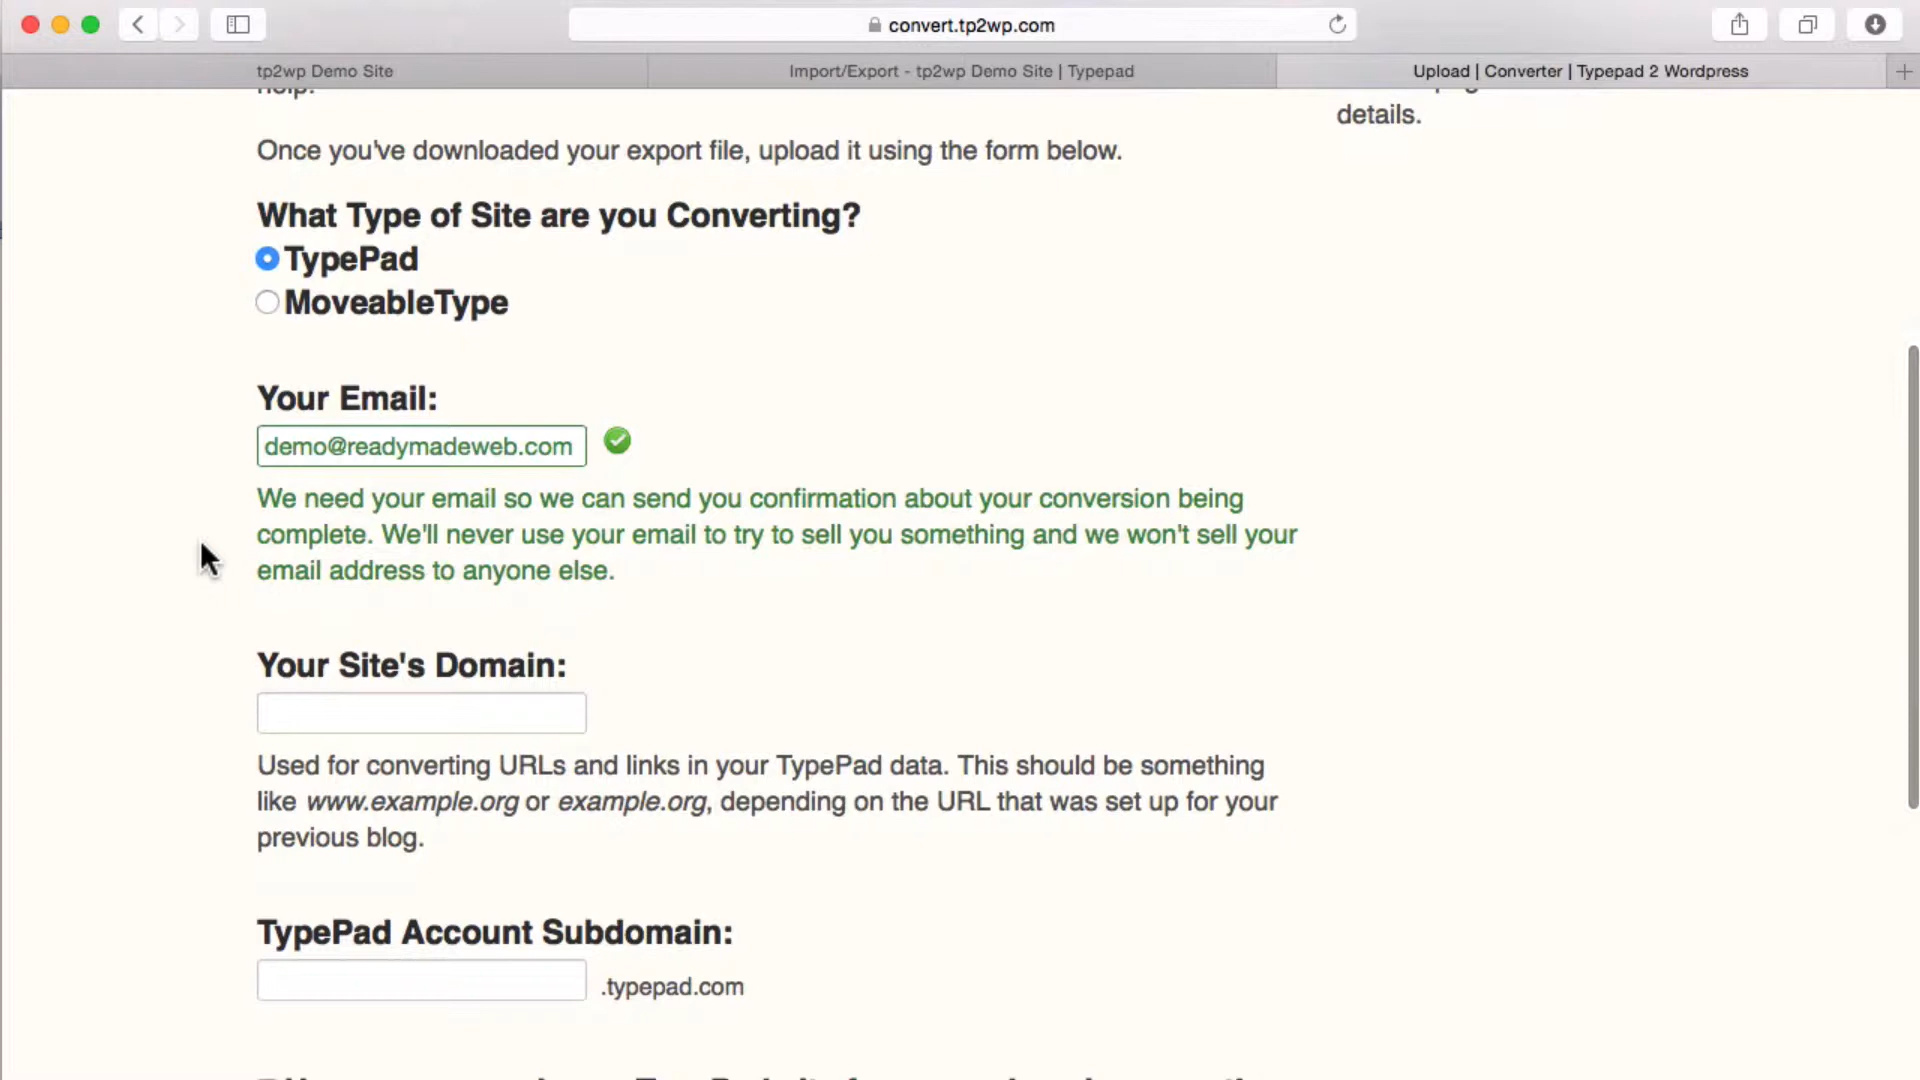 convert.tp2wp.com
tp2wp Demo Site
Import/Export - tp2wp Demo Site | Typepad
Upload | Converter | Typepad 2 Wordpress
help.
details.
Once you've downloaded your export file, upload it using the form below.
What Type of Site are you Converting?
TypePad
MoveableType
Your Email:
demo@readymadeweb.com
We need your email so we can send you confirmation about your conversion being
complete. We'll never use your email to try to sell you something and we won't sell your
email address to anyone else.
Your Site's Domain:
Used for converting URLs and links in your TypePad data. This should be something
like www.example.org or example.org, depending on the URL that was set up for your
previous blog.
TypePad Account Subdomain:
.typepad.com